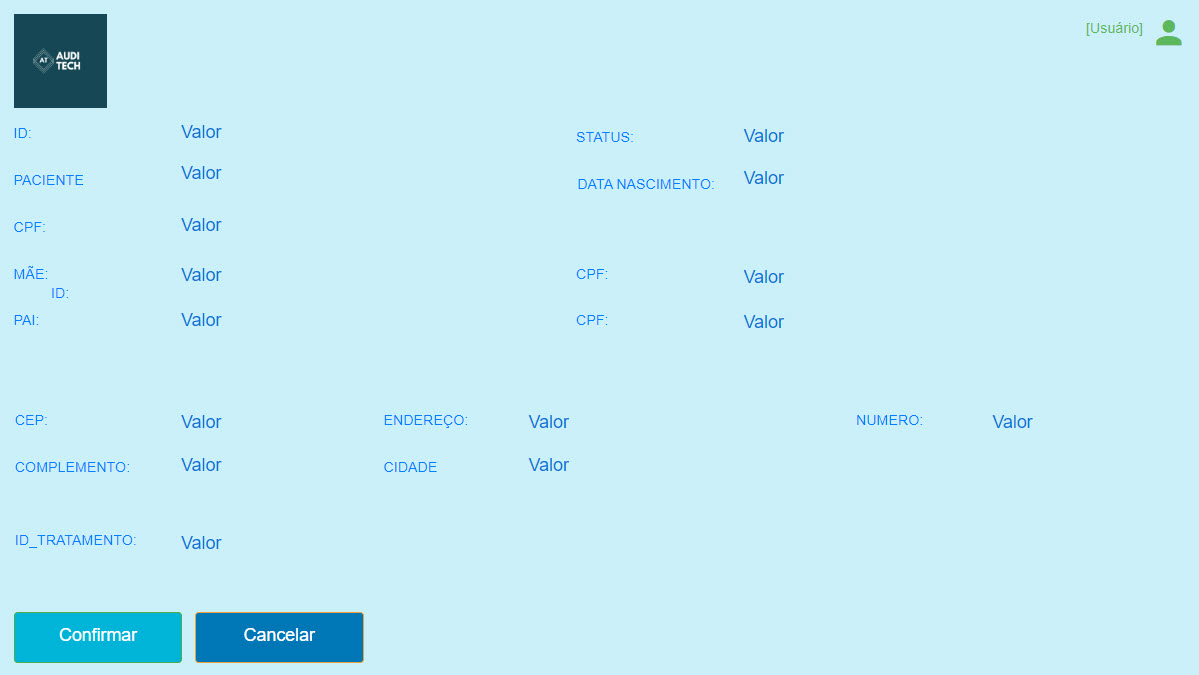 AT AUDI
TECH
[Usuário]
ID: Valor STATUS: Valor
PACIENTE Valor DATA NASCIMENTO: Valor
CPF: Valor
MÃE: Valor CPF: Valor
ID:
PAI: Valor CPF: Valor
CEP: Valor ENDEREÇO: Valor NUMERO: Valor
COMPLEMENTO: Valor CIDADE Valor
ID_TRATAMENTO: Valor
Confirmar Cancelar